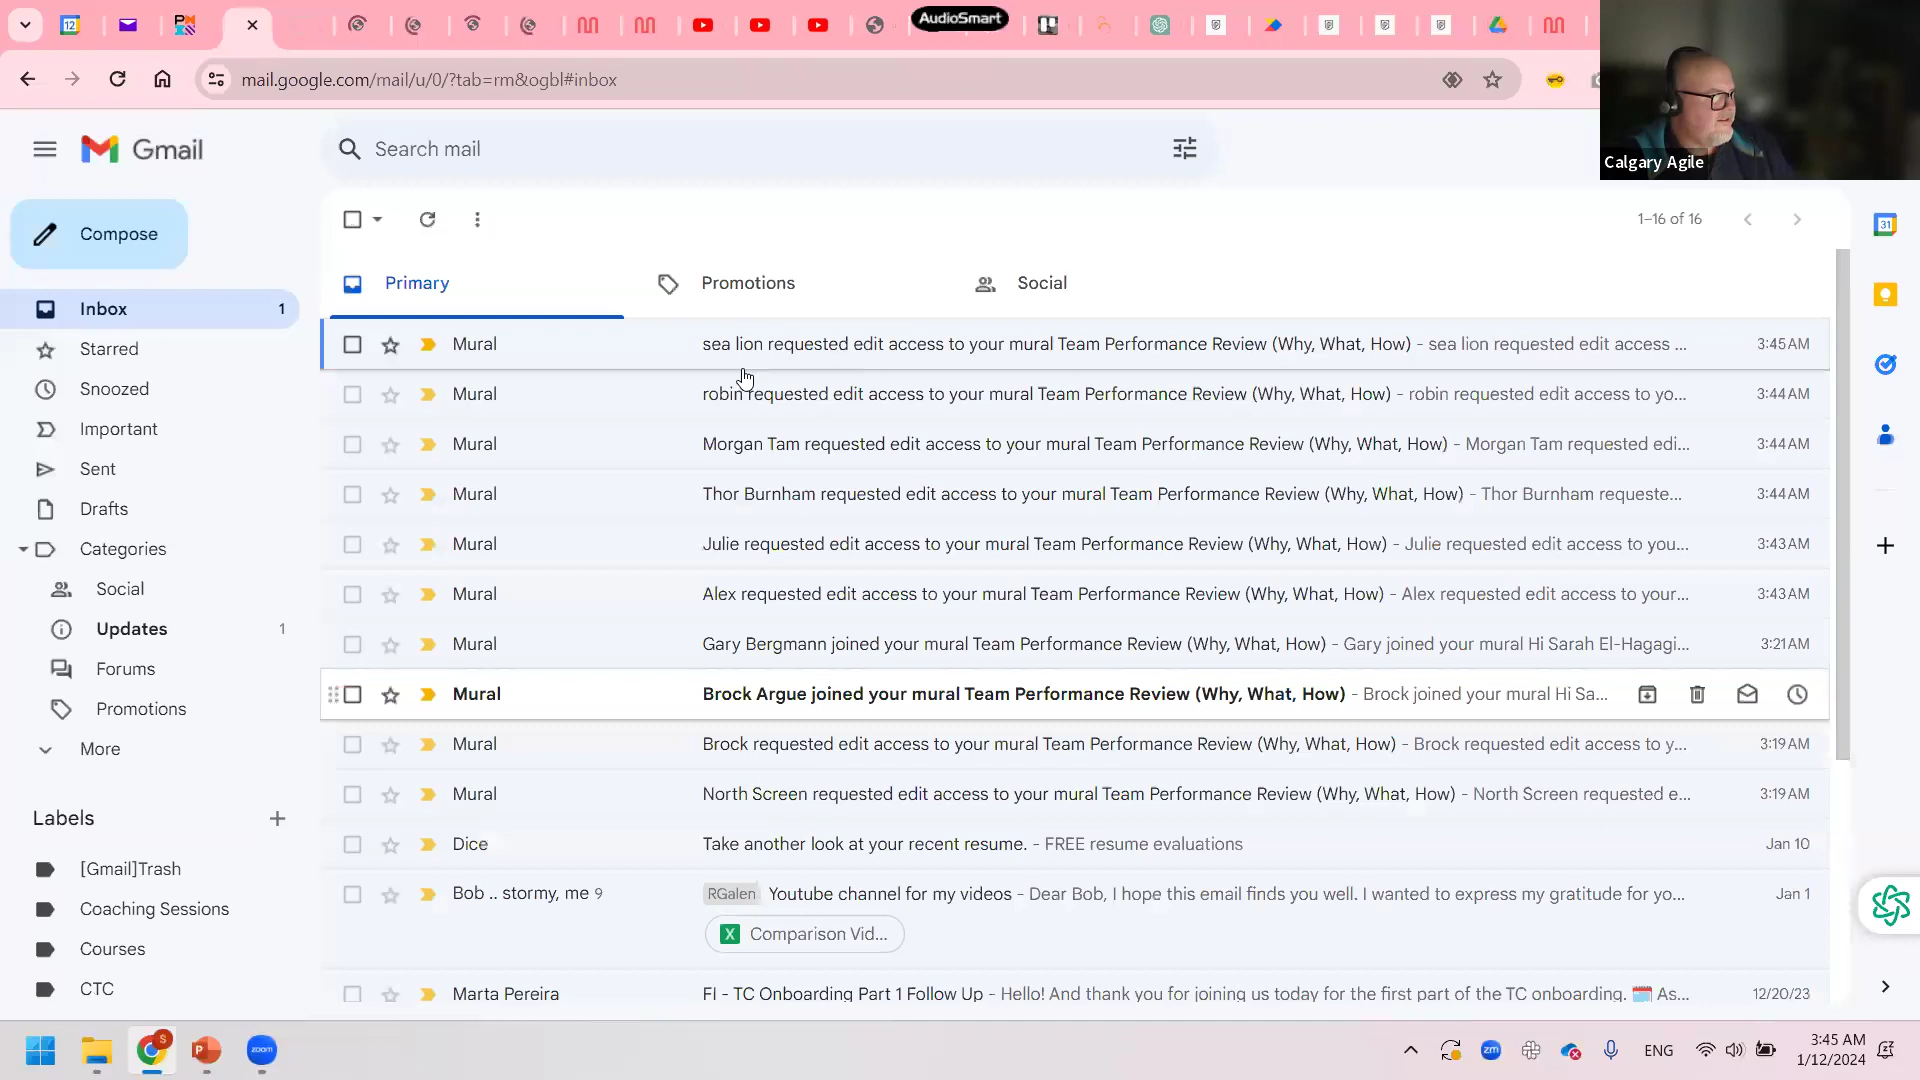 12
AudioSmart
mail.google.com/mail/u/0/?tab=rm&ogbl#inbox
Calgary Agile
Gmail
Search mail
Compose
1–16 of 16
31
Primary
Promotions
Social
Inbox 1
Starred
Snoozed
Important
Sent
Drafts
Categories
Social
Updates 1
Forums
Promotions
More
Labels
[Gmail]Trash
Coaching Sessions
Courses
CTC
Mural sea lion requested edit access to your mural Team Performance Review (Why, What, How) - sea lion requested edit access ... 3:45 AM
Mural robin requested edit access to your mural Team Performance Review (Why, What, How) - robin requested edit access to yo... 3:44 AM
Mural Morgan Tam requested edit access to your mural Team Performance Review (Why, What, How) - Morgan Tam requested edi... 3:44 AM
Mural Thor Burnham requested edit access to your mural Team Performance Review (Why, What, How) - Thor Burnham requeste... 3:44 AM
Mural Julie requested edit access to your mural Team Performance Review (Why, What, How) - Julie requested edit access to you... 3:43 AM
Mural Alex requested edit access to your mural Team Performance Review (Why, What, How) - Alex requested edit access to your... 3:43 AM
Mural Gary Bergmann joined your mural Team Performance Review (Why, What, How) - Gary joined your mural Hi Sarah El-Hagagi... 3:21 AM
Mural Brock Argue joined your mural Team Performance Review (Why, What, How) - Brock joined your mural Hi Sa...
Mural Brock requested edit access to your mural Team Performance Review (Why, What, How) - Brock requested edit access to y... 3:19 AM
Mural North Screen requested edit access to your mural Team Performance Review (Why, What, How) - North Screen requested e... 3:19 AM
Dice Take another look at your recent resume. - FREE resume evaluations Jan 10
Bob .. stormy, me 9 RGalen Youtube channel for my videos - Dear Bob, I hope this email finds you well. I wanted to express my gratitude for yo... Jan 1
X Comparison Vid...
Marta Pereira FI - TC Onboarding Part 1 Follow Up - Hello! And thank you for joining us today for the first part of the TC onboarding. As... 12/20/23
S
P
zoom
zm
ENG
3:45 AM
1/12/2024